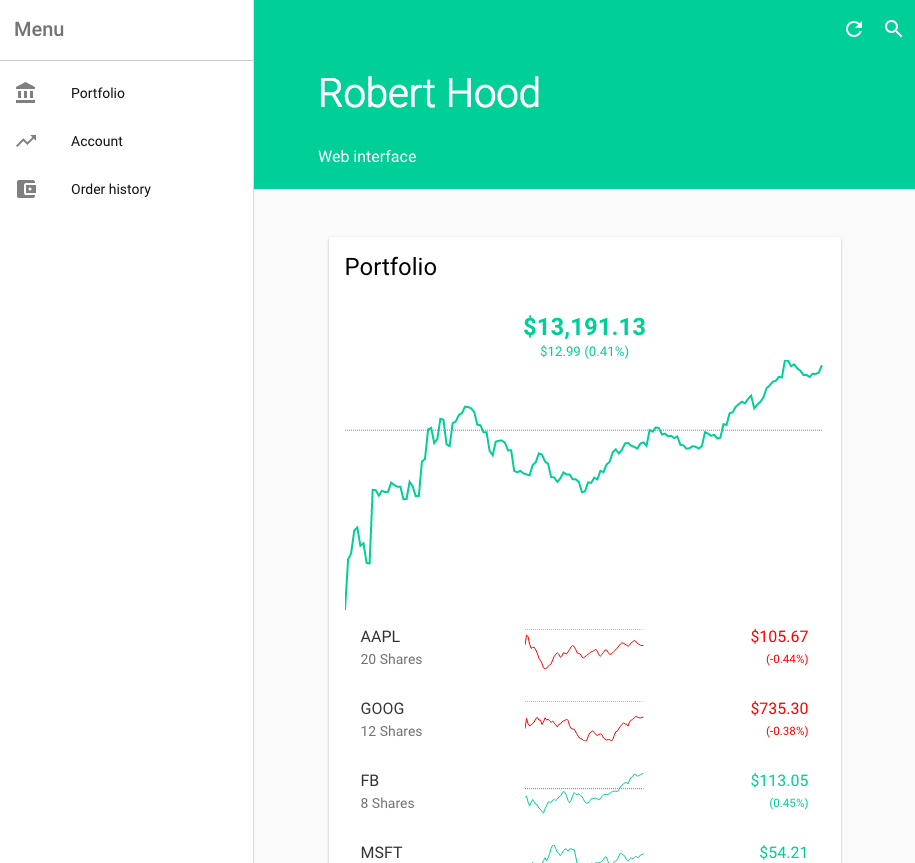 Menu
Portfolio
Account
Order history
Robert Hood
Web interface
Portfolio
$13,191.13
$12.99 (0.41%)
AAPL
20 Shares
$105.67
(-0.44%)
GOOG
12 Shares
$735.30
(-0.38%)
FB
8 Shares
$113.05
(0.45%)
MSFT
$54.21